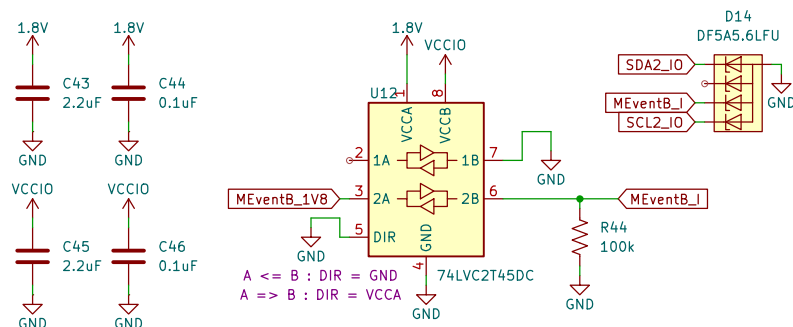 1.8V
C43
2.2uF
GND
1.8V
C44
0.1uF
GND
VCCIO
C45
2.2uF
GND
VCCIO
C46
0.1uF
GND
1.8V
VCCIO
U12
1
8
VCCA
VCCB
2
1A
1B
7
GND
MEventB_1V8
3
2A
2B
6
MEventB_I
5
DIR
GND
GND
4
74LVC2T45DC
GND
A <= B : DIR = GND
A => B : DIR = VCCA
R44
100k
GND
D14
DF5A5.6LFU
SDA2_IO
MEventB_I
SCL2_IO
GND